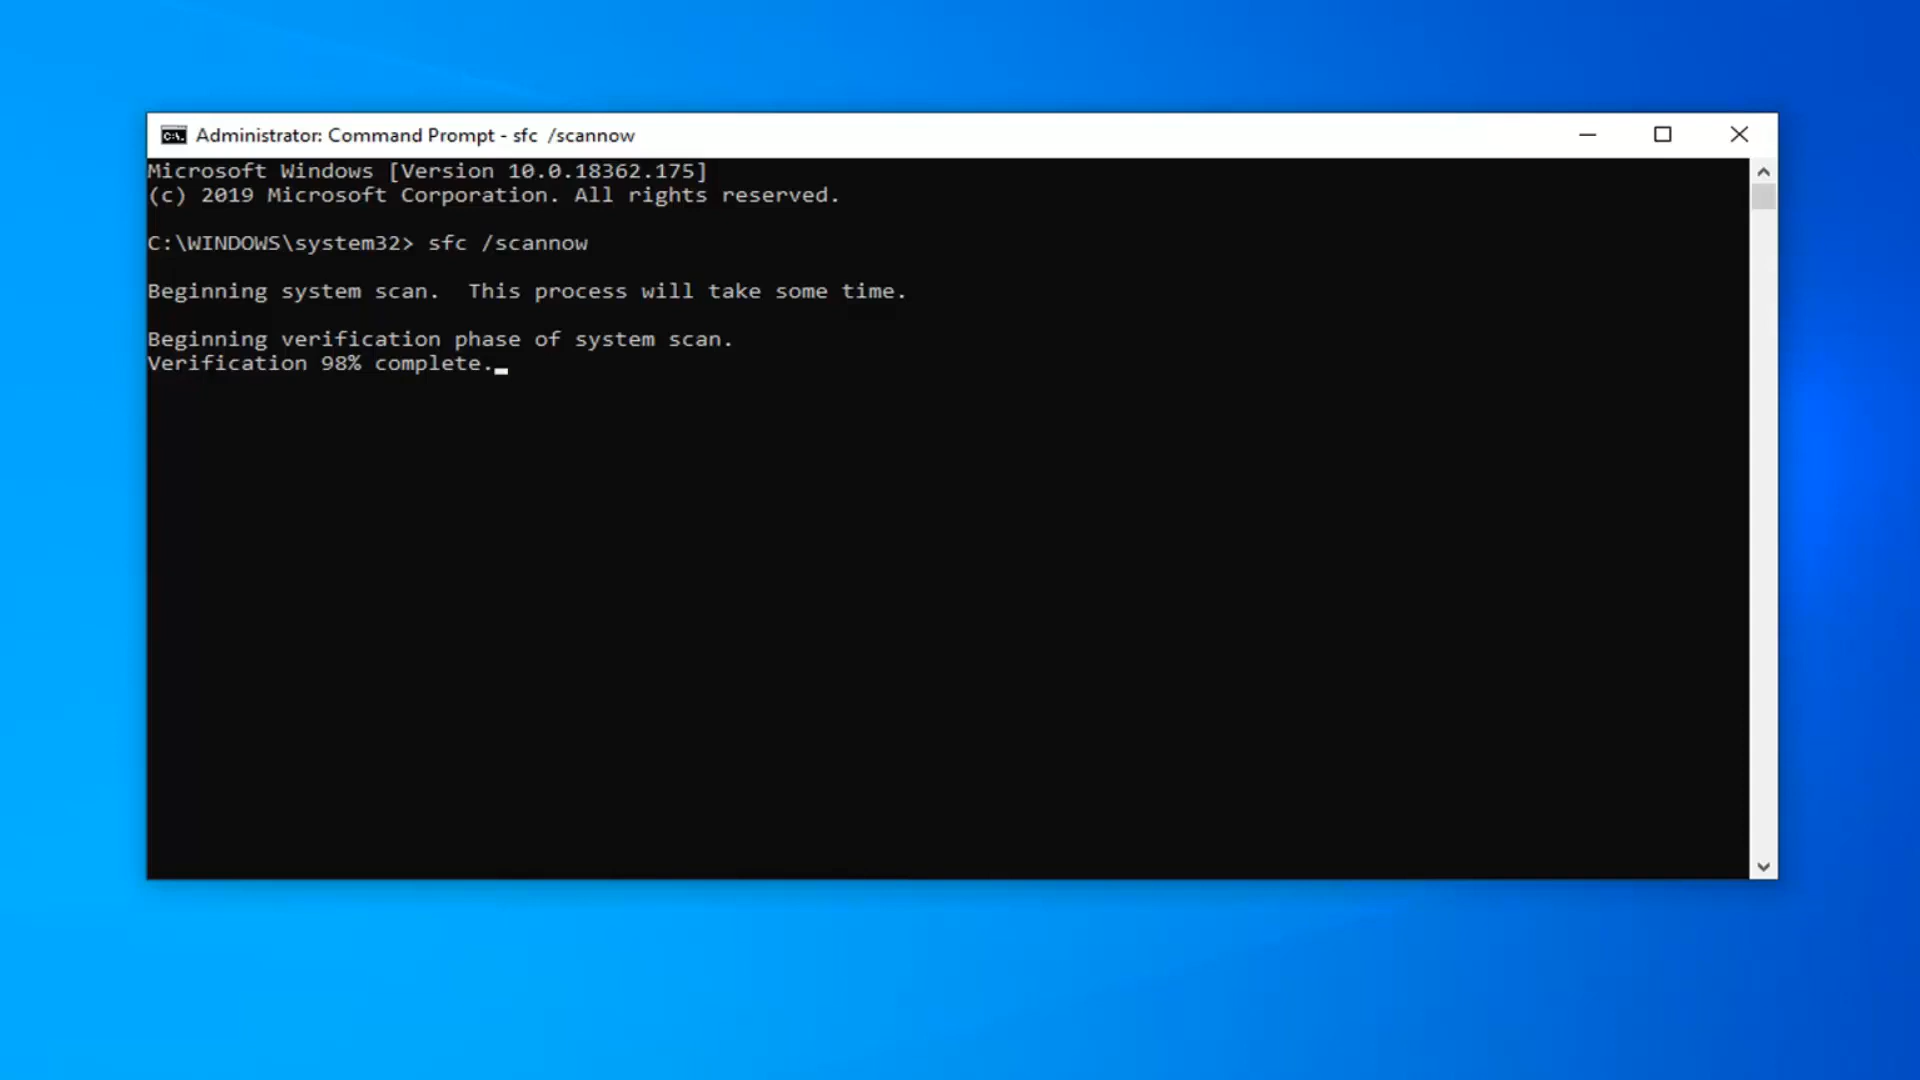 Administrator: Command Prompt - sfc  /scannow
Microsoft Windows [Version 10.0.18362.175]
(c) 2019 Microsoft Corporation. All rights reserved.
C:\WINDOWS\system32> sfc /scannow
Beginning system scan.  This process will take some time.
Beginning verification phase of system scan.
Verification 98% complete.